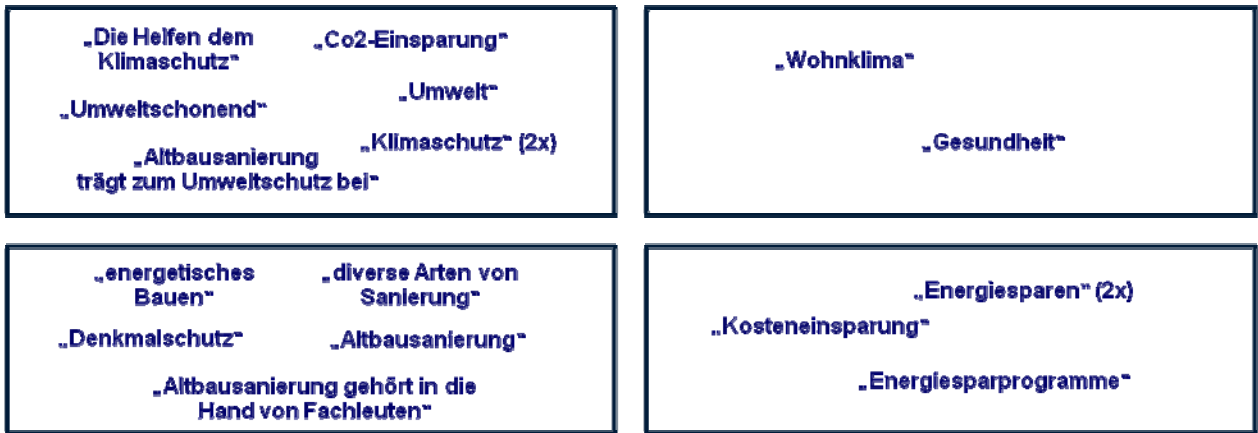 „Die Helfen dem
Klimaschutz“
„Co2-Einsparung“
„Umwelt“
„Umweltschonend“
„Klimaschutz“ (2x)
„Altbausanierung
trägt zum Umweltschutz bei“
„Wohnklima“
„Gesundheit“
„energetisches
Bauen“
„diverse Arten von
Sanierung“
„Denkmalschutz“
„Altbausanierung“
„Altbausanierung gehört in die
Hand von Fachleuten“
„Energiesparen“ (2x)
„Kosteneinsparung“
„Energiesparprogramme“